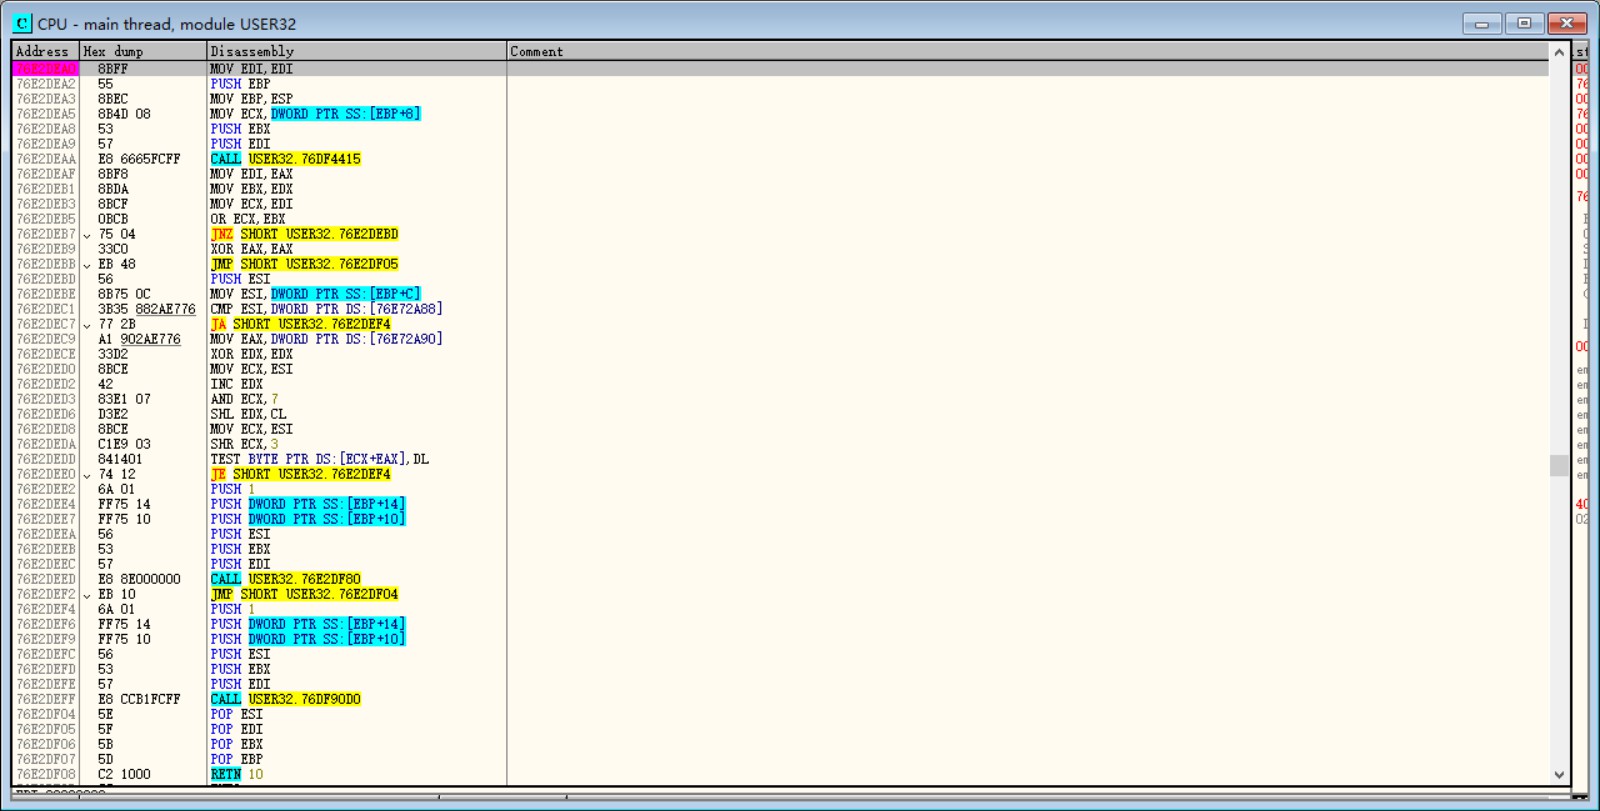 C CPU - main thread, module USER32
Address Hex dump Disassembly Comment
76E2DEA0 8BFF MOV EDI,EDI
76E2DEA2 55 PUSH EBP
76E2DEA3 8BEC MOV EBP,ESP
76E2DEA5 8B4D 08 MOV ECX,DWORD PTR SS:[EBP+8]
76E2DEA8 53 PUSH EBX
76E2DEA9 57 PUSH EDI
76E2DEAA E8 6665FCFF CALL USER32.76DF4415
76E2DEAF 8BF8 MOV EDI,EAX
76E2DEB1 8BDA MOV EBX,EDX
76E2DEB3 8BCF MOV ECX,EDI
76E2DEB5 0BCB OR ECX,EBX
76E2DEB7 75 04 JNZ SHORT USER32.76E2DEBD
76E2DEB9 33C0 XOR EAX,EAX
76E2DEBB EB 48 JMP SHORT USER32.76E2DF05
76E2DEBD 56 PUSH ESI
76E2DEBE 8B75 0C MOV ESI,DWORD PTR SS:[EBP+C]
76E2DEC1 3B35 882AE776 CMP ESI,DWORD PTR DS:[76E72A88]
76E2DEC7 77 2B JA SHORT USER32.76E2DEF4
76E2DEC9 A1 902AE776 MOV EAX,DWORD PTR DS:[76E72A90]
76E2DECE 33D2 XOR EDX,EDX
76E2DED0 8BCE MOV ECX,ESI
76E2DED2 42 INC EDX
76E2DED3 83E1 07 AND ECX,7
76E2DED6 D3E2 SHL EDX,CL
76E2DED8 8BCE MOV ECX,ESI
76E2DEDA C1E9 03 SHR ECX,3
76E2DEDD 841401 TEST BYTE PTR DS:[ECX+EAX],DL
76E2DEE0 74 12 JE SHORT USER32.76E2DEF4
76E2DEE2 6A 01 PUSH 1
76E2DEE4 FF75 14 PUSH DWORD PTR SS:[EBP+14]
76E2DEE7 FF75 10 PUSH DWORD PTR SS:[EBP+10]
76E2DEEA 56 PUSH ESI
76E2DEEB 53 PUSH EBX
76E2DEEC 57 PUSH EDI
76E2DEED E8 8E000000 CALL USER32.76E2DF80
76E2DEF2 EB 10 JMP SHORT USER32.76E2DF04
76E2DEF4 6A 01 PUSH 1
76E2DEF6 FF75 14 PUSH DWORD PTR SS:[EBP+14]
76E2DEF9 FF75 10 PUSH DWORD PTR SS:[EBP+10]
76E2DEFC 56 PUSH ESI
76E2DEFD 53 PUSH EBX
76E2DEFE 57 PUSH EDI
76E2DEFF E8 CCB1FCFF CALL USER32.76DF90D0
76E2DF04 5E POP ESI
76E2DF05 5F POP EDI
76E2DF06 5B POP EBX
76E2DF07 5D POP EBP
76E2DF08 C2 1000 RETN 10